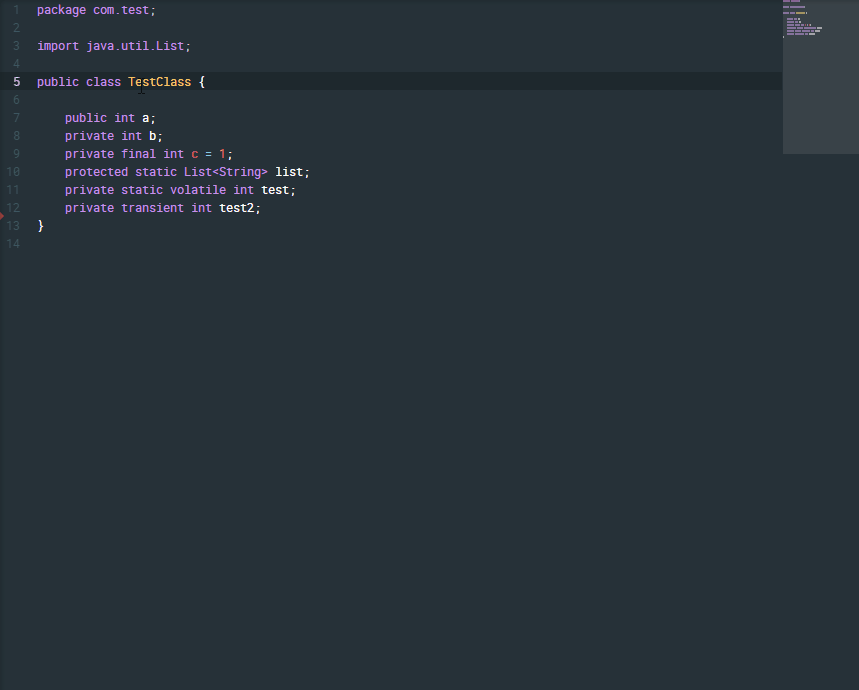 1 package com.test;
2
3 import java.util.List;
4
5 public class TestClass {
6
7 public int a;
8 private int b;
9 private final int c = 1;
10 protected static List<String> list;
11 private static volatile int test;
12 private transient int test2;
13 }
14